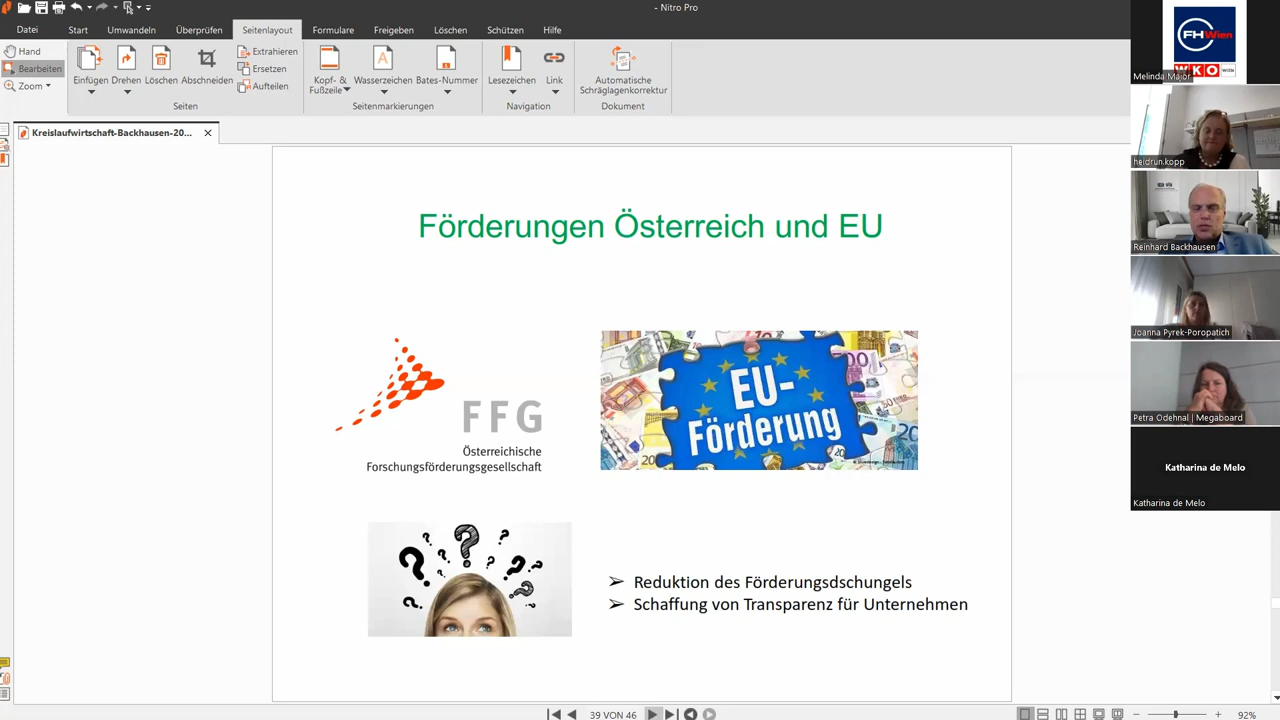 - Nitro Pro
Datei
Start
Umwandeln
Überprüfen
Seitenlayout
Formulare
Freigeben
Löschen
Schützen
Hilfe
Hand
Bearbeiten
Zoom
Einfügen
Drehen
Löschen
Abschneiden
Extrahieren
Ersetzen
Aufteilen
Seiten
Kopf- &
Fußzeile
Wasserzeichen
Bates-Nummer
Seitenmarkierungen
Lesezeichen
Link
Navigation
Automatische
Schräglagenkorrektur
Dokument
Kreislaufwirtschaft-Backhausen-20...
Förderungen Österreich und EU
FFG
Österreichische
Forschungsförderungsgesellschaft
EU-
Förderung
➢ Reduktion des Förderungsdschungels
➢ Schaffung von Transparenz für Unternehmen
39 VON 46
92%
FHWien
WKO WIEN
Melinda Major
heidrun.kopp
Reinhard Backhausen
Joanna Pyrek-Poropatich
Petra Odehnal | Megaboard
Katharina de Melo
Katharina de Melo